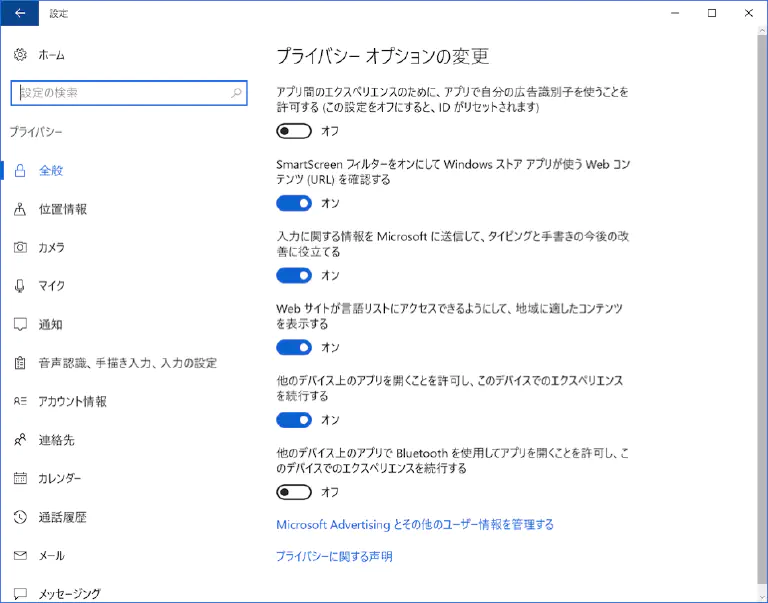 設定
ホーム
設定の検索
プライバシー
全般
位置情報
カメラ
マイク
通知
音声認識、手描き入力、入力の設定
アカウント情報
連絡先
カレンダー
通話履歴
メール
メッセージング
プライバシー オプションの変更
アプリ間のエクスペリエンスのために、アプリで自分の広告識別子を使うことを
許可する (この設定をオフにすると、ID がリセットされます)
オフ
SmartScreen フィルターをオンにして Windows ストア アプリが使う Web コン
テンツ (URL) を確認する
オン
入力に関する情報を Microsoft に送信して、タイピングと手書きの今後の改
善に役立てる
オン
Web サイトが言語リストにアクセスできるようにして、地域に適したコンテンツ
を表示する
オン
他のデバイス上のアプリを開くことを許可し、このデバイスでのエクスペリエンス
を続行する
オン
他のデバイス上のアプリで Bluetooth を使用してアプリを開くことを許可し、こ
のデバイスでのエクスペリエンスを続行する
オフ
Microsoft Advertising とその他のユーザー情報を管理する
プライバシーに関する声明